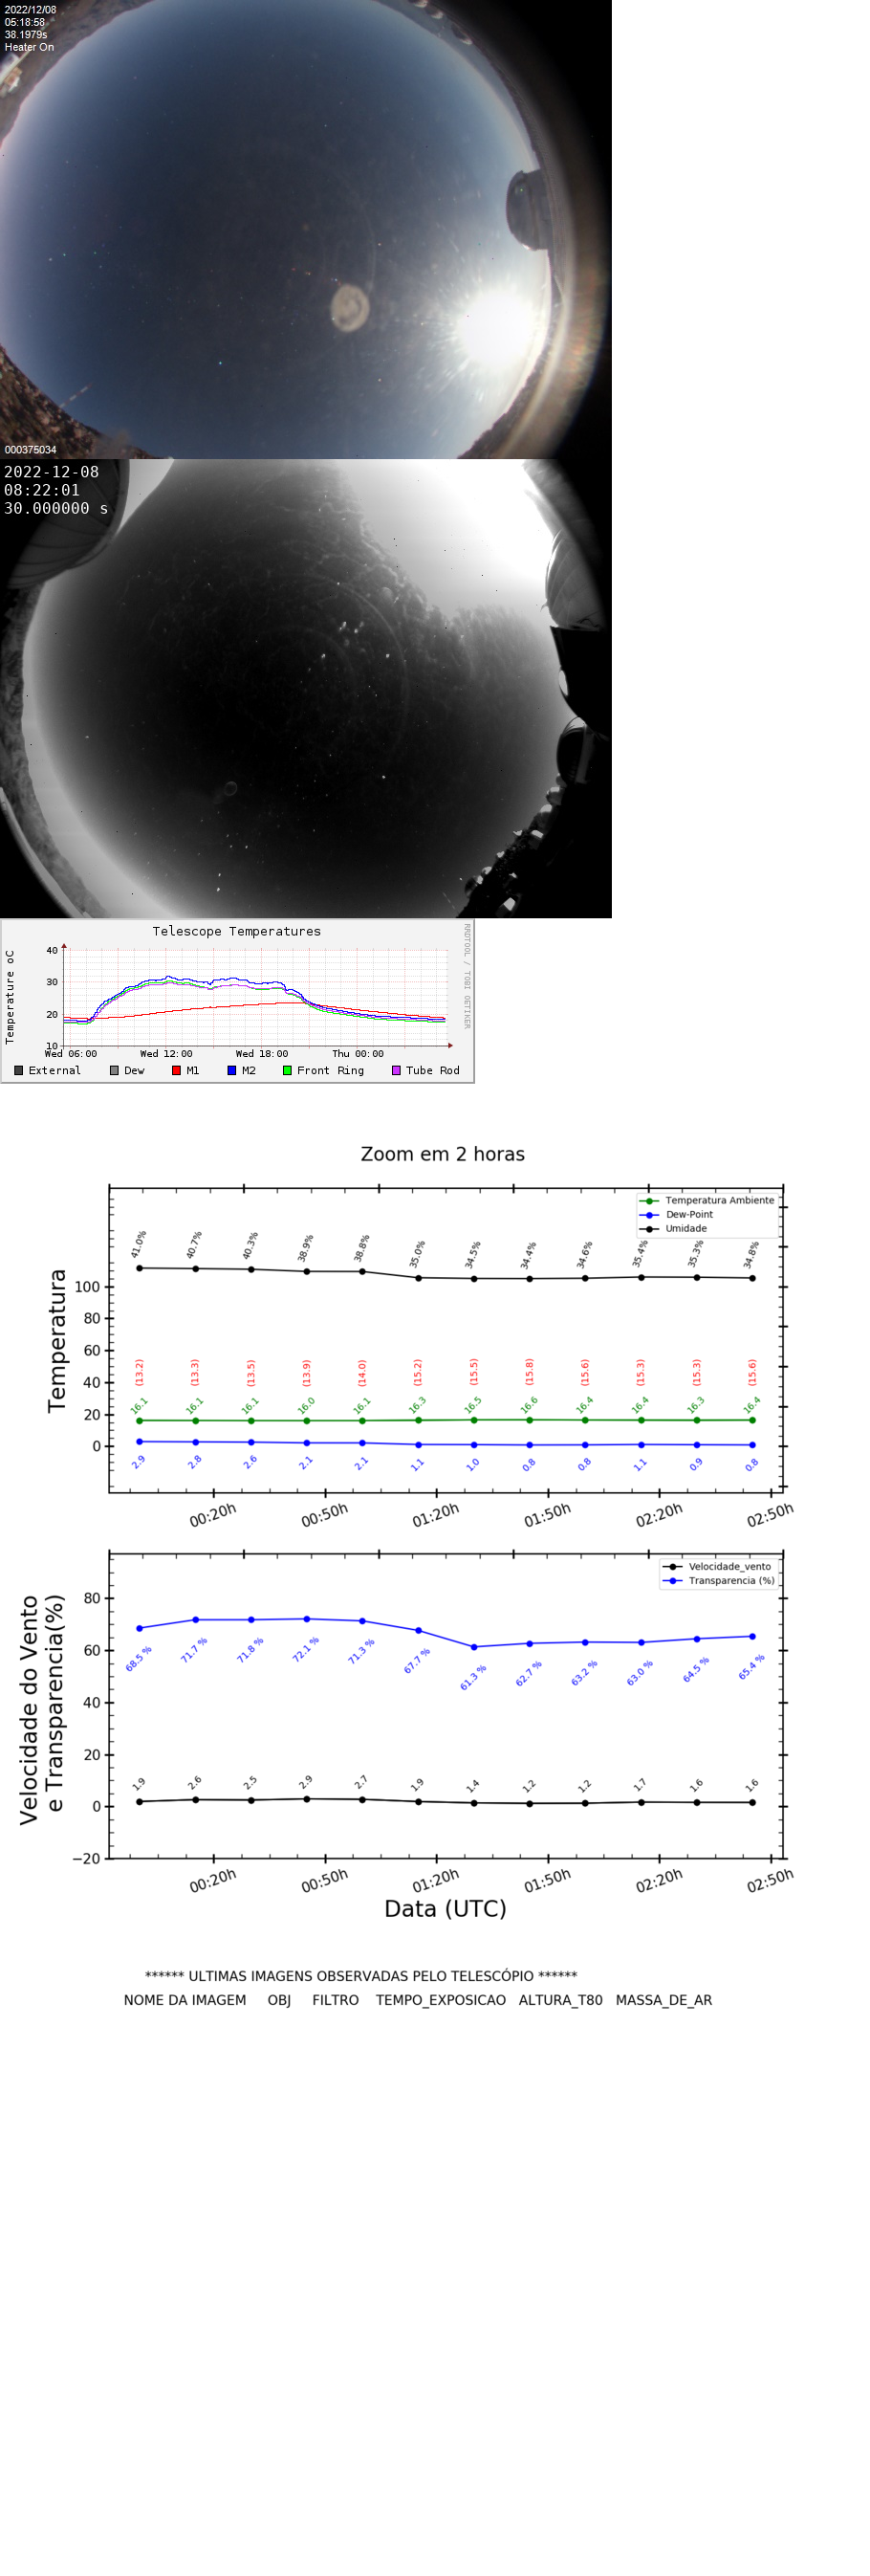 2022/12/08
05:18:58
38.1979s
Heater On
000375034
2022-12-08
08:22:01
30.000000 s
Telescope Temperatures
RRDTOOL / TOBI OETIKER
Temperature oC
40
30
20
10
Wed 06:00 Wed 12:00 Wed 18:00 Thu 00:00
External Dew M1 M2 Front Ring Tube Rod
Zoom em 2 horas
Temperatura Ambiente
Dew-Point
Umidade
Temperatura
100
80
60
40
20
0
41.0% 40.7% 40.3% 38.9% 38.8% 35.0% 34.5% 34.4% 34.6% 35.4% 35.3% 34.8%
(13.2) (13.3) (13.5) (13.9) (14.0) (15.2) (15.5) (15.8) (15.6) (15.3) (15.3) (15.6)
16.1 16.1 16.1 16.0 16.1 16.3 16.5 16.6 16.4 16.4 16.3 16.4
2.9 2.8 2.6 2.1 2.1 1.1 1.0 0.8 0.8 1.1 0.9 0.8
00:20h 00:50h 01:20h 01:50h 02:20h 02:50h
Velocidade_vento
Transparencia (%)
Velocidade do Vento
e Transparencia(%)
80
60
40
20
0
−20
68.5 % 71.7 % 71.8 % 72.1 % 71.3 % 67.7 % 61.3 % 62.7 % 63.2 % 63.0 % 64.5 % 65.4 %
1.9 2.6 2.5 2.9 2.7 1.9 1.4 1.2 1.2 1.7 1.6 1.6
00:20h 00:50h 01:20h 01:50h 02:20h 02:50h
Data (UTC)
****** ULTIMAS IMAGENS OBSERVADAS PELO TELESCÓPIO ******
NOME DA IMAGEM OBJ FILTRO TEMPO_EXPOSICAO ALTURA_T80 MASSA_DE_AR